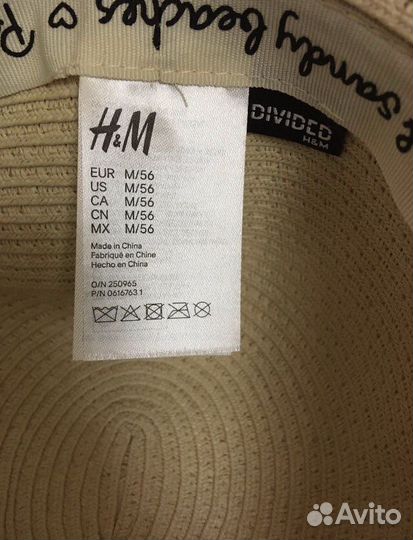 & sandy beaches ♡
H&M
DIVIDED
H&M
EUR M/56
US M/56
CA M/56
CN M/56
MX M/56
Made in China
Fabriqué en Chine
Hecho en China
O/N 250965
P/N 0616763.1
Avito